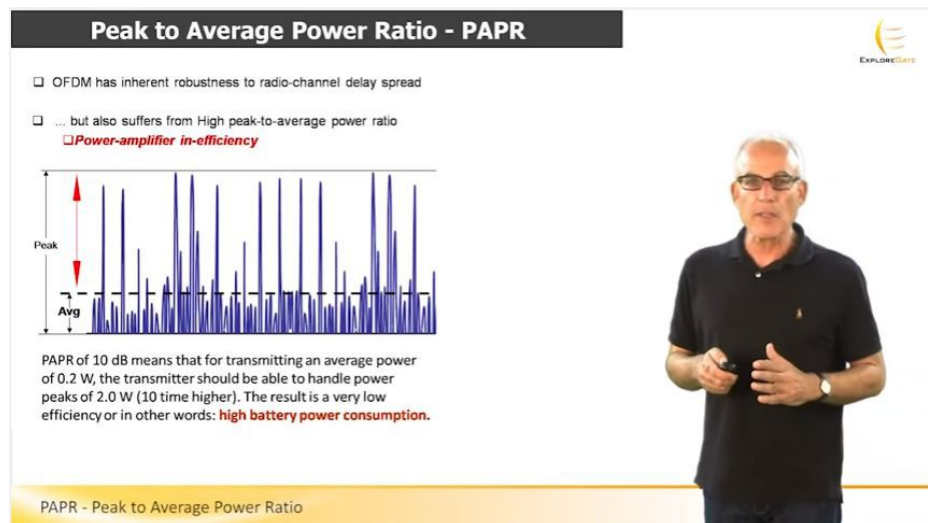 Peak to Average Power Ratio - PAPR
EXPLOREGATE
OFDM has inherent robustness to radio-channel delay spread
... but also suffers from High peak-to-average power ratio
Power-amplifier in-efficiency
Peak
Avg
PAPR of 10 dB means that for transmitting an average power
of 0.2 W, the transmitter should be able to handle power
peaks of 2.0 W (10 time higher). The result is a very low
efficiency or in other words: high battery power consumption.
PAPR - Peak to Average Power Ratio